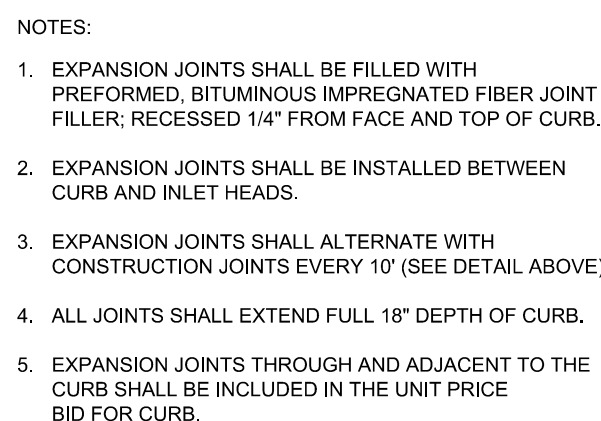 NOTES:
1. EXPANSION JOINTS SHALL BE FILLED WITH
PREFORMED, BITUMINOUS IMPREGNATED FIBER JOINT
FILLER; RECESSED 1/4" FROM FACE AND TOP OF CURB.
2. EXPANSION JOINTS SHALL BE INSTALLED BETWEEN
CURB AND INLET HEADS.
3. EXPANSION JOINTS SHALL ALTERNATE WITH
CONSTRUCTION JOINTS EVERY 10' (SEE DETAIL ABOVE)
4. ALL JOINTS SHALL EXTEND FULL 18" DEPTH OF CURB.
5. EXPANSION JOINTS THROUGH AND ADJACENT TO THE
CURB SHALL BE INCLUDED IN THE UNIT PRICE
BID FOR CURB.